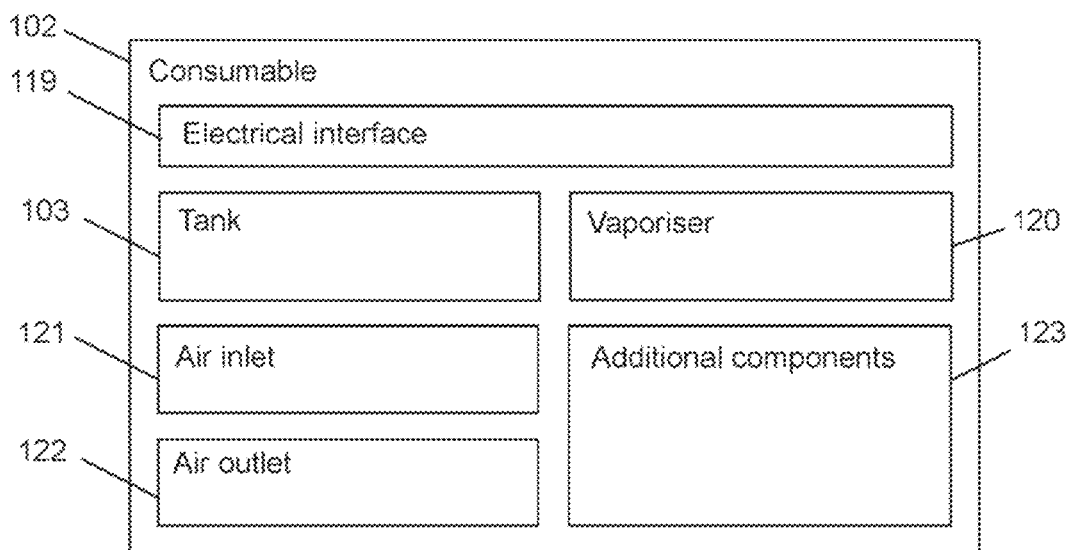 102
Consumable
119
Electrical interface
103
Tank
Vaporiser
120
121
Air inlet
Additional components
123
122
Air outlet